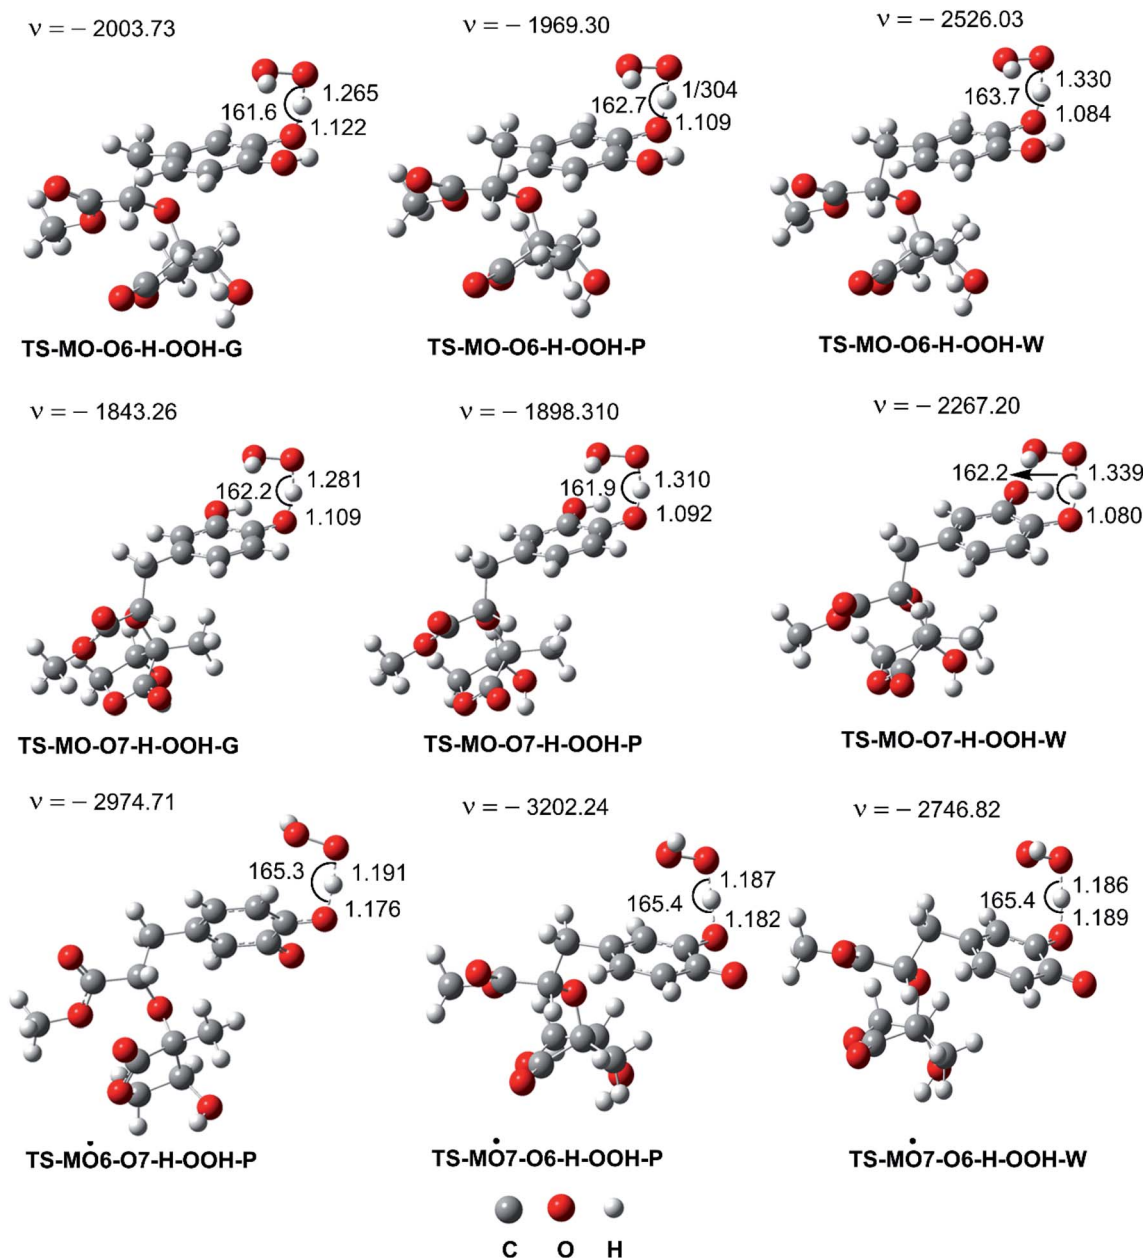 ν = − 2003.73
ν = − 1969.30
ν = − 2526.03
161.6
1.265
1.122
162.7
1/304
1.109
163.7
1.330
1.084
TS-MO-O6-H-OOH-G
TS-MO-O6-H-OOH-P
TS-MO-O6-H-OOH-W
ν = − 1843.26
ν = − 1898.310
ν = − 2267.20
162.2
1.281
1.109
161.9
1.310
1.092
162.2
1.339
1.080
TS-MO-O7-H-OOH-G
TS-MO-O7-H-OOH-P
TS-MO-O7-H-OOH-W
ν = − 2974.71
ν = − 3202.24
ν = − 2746.82
165.3
1.191
1.176
165.4
1.187
1.182
165.4
1.186
1.189
TS-MȮ6-O7-H-OOH-P
TS-MȮ7-O6-H-OOH-P
TS-MȮ7-O6-H-OOH-W
C O H